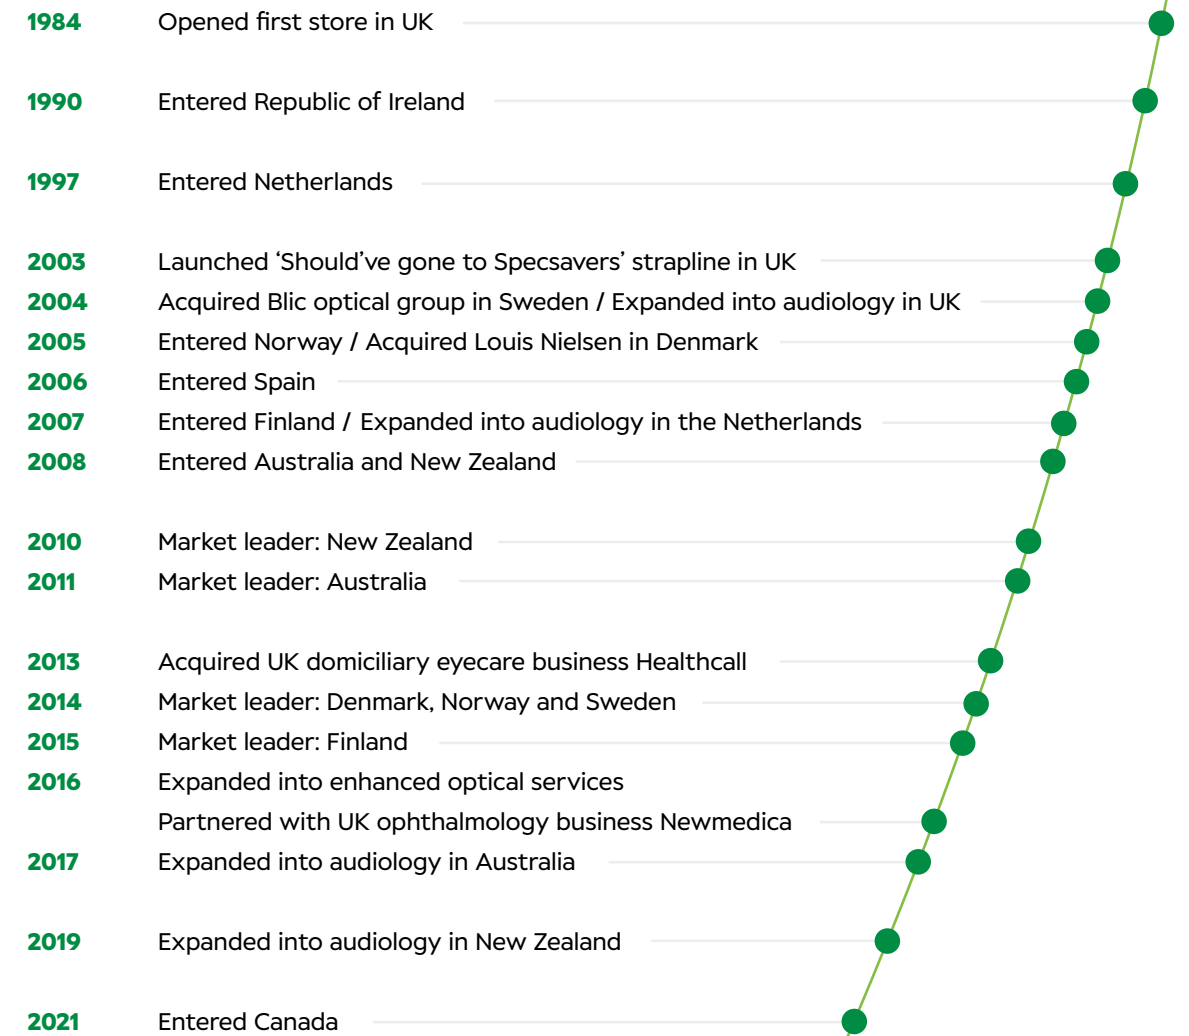 1984 Opened first store in UK
1990 Entered Republic of Ireland
1997 Entered Netherlands
2003 Launched ‘Should’ve gone to Specsavers’ strapline in UK
2004 Acquired Blic optical group in Sweden / Expanded into audiology in UK
2005 Entered Norway / Acquired Louis Nielsen in Denmark
2006 Entered Spain
2007 Entered Finland / Expanded into audiology in the Netherlands
2008 Entered Australia and New Zealand
2010 Market leader: New Zealand
2011 Market leader: Australia
2013 Acquired UK domiciliary eyecare business Healthcall
2014 Market leader: Denmark, Norway and Sweden
2015 Market leader: Finland
2016 Expanded into enhanced optical services
Partnered with UK ophthalmology business Newmedica
2017 Expanded into audiology in Australia
2019 Expanded into audiology in New Zealand
2021 Entered Canada